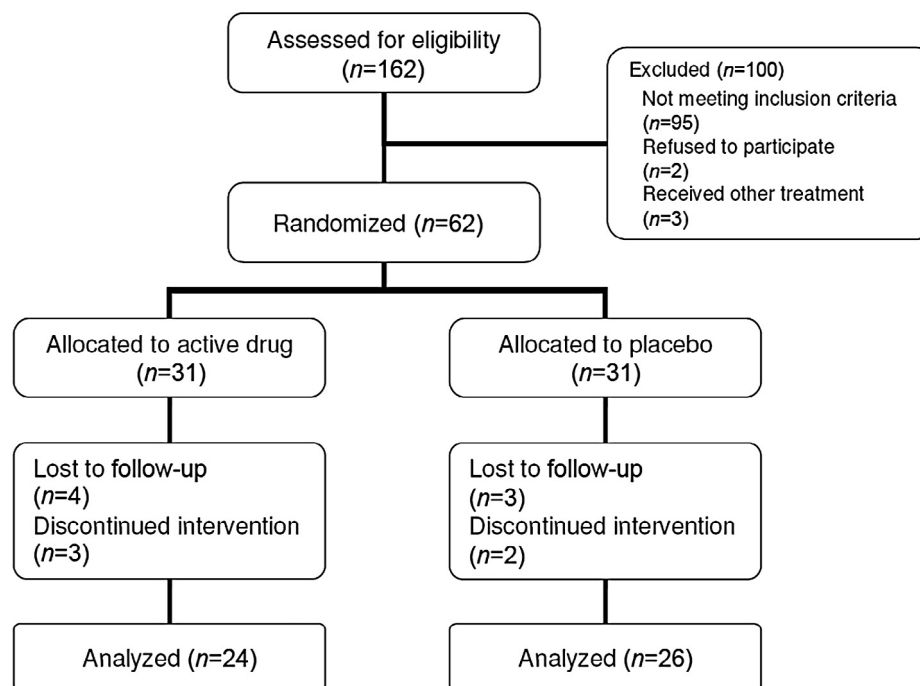 Assessed for eligibility
(n=162)
Excluded (n=100)
Not meeting inclusion criteria
(n=95)
Refused to participate
(n=2)
Received other treatment
(n=3)
Randomized (n=62)
Allocated to active drug
(n=31)
Allocated to placebo
(n=31)
Lost to follow-up
(n=4)
Discontinued intervention
(n=3)
Lost to follow-up
(n=3)
Discontinued intervention
(n=2)
Analyzed (n=24)
Analyzed (n=26)